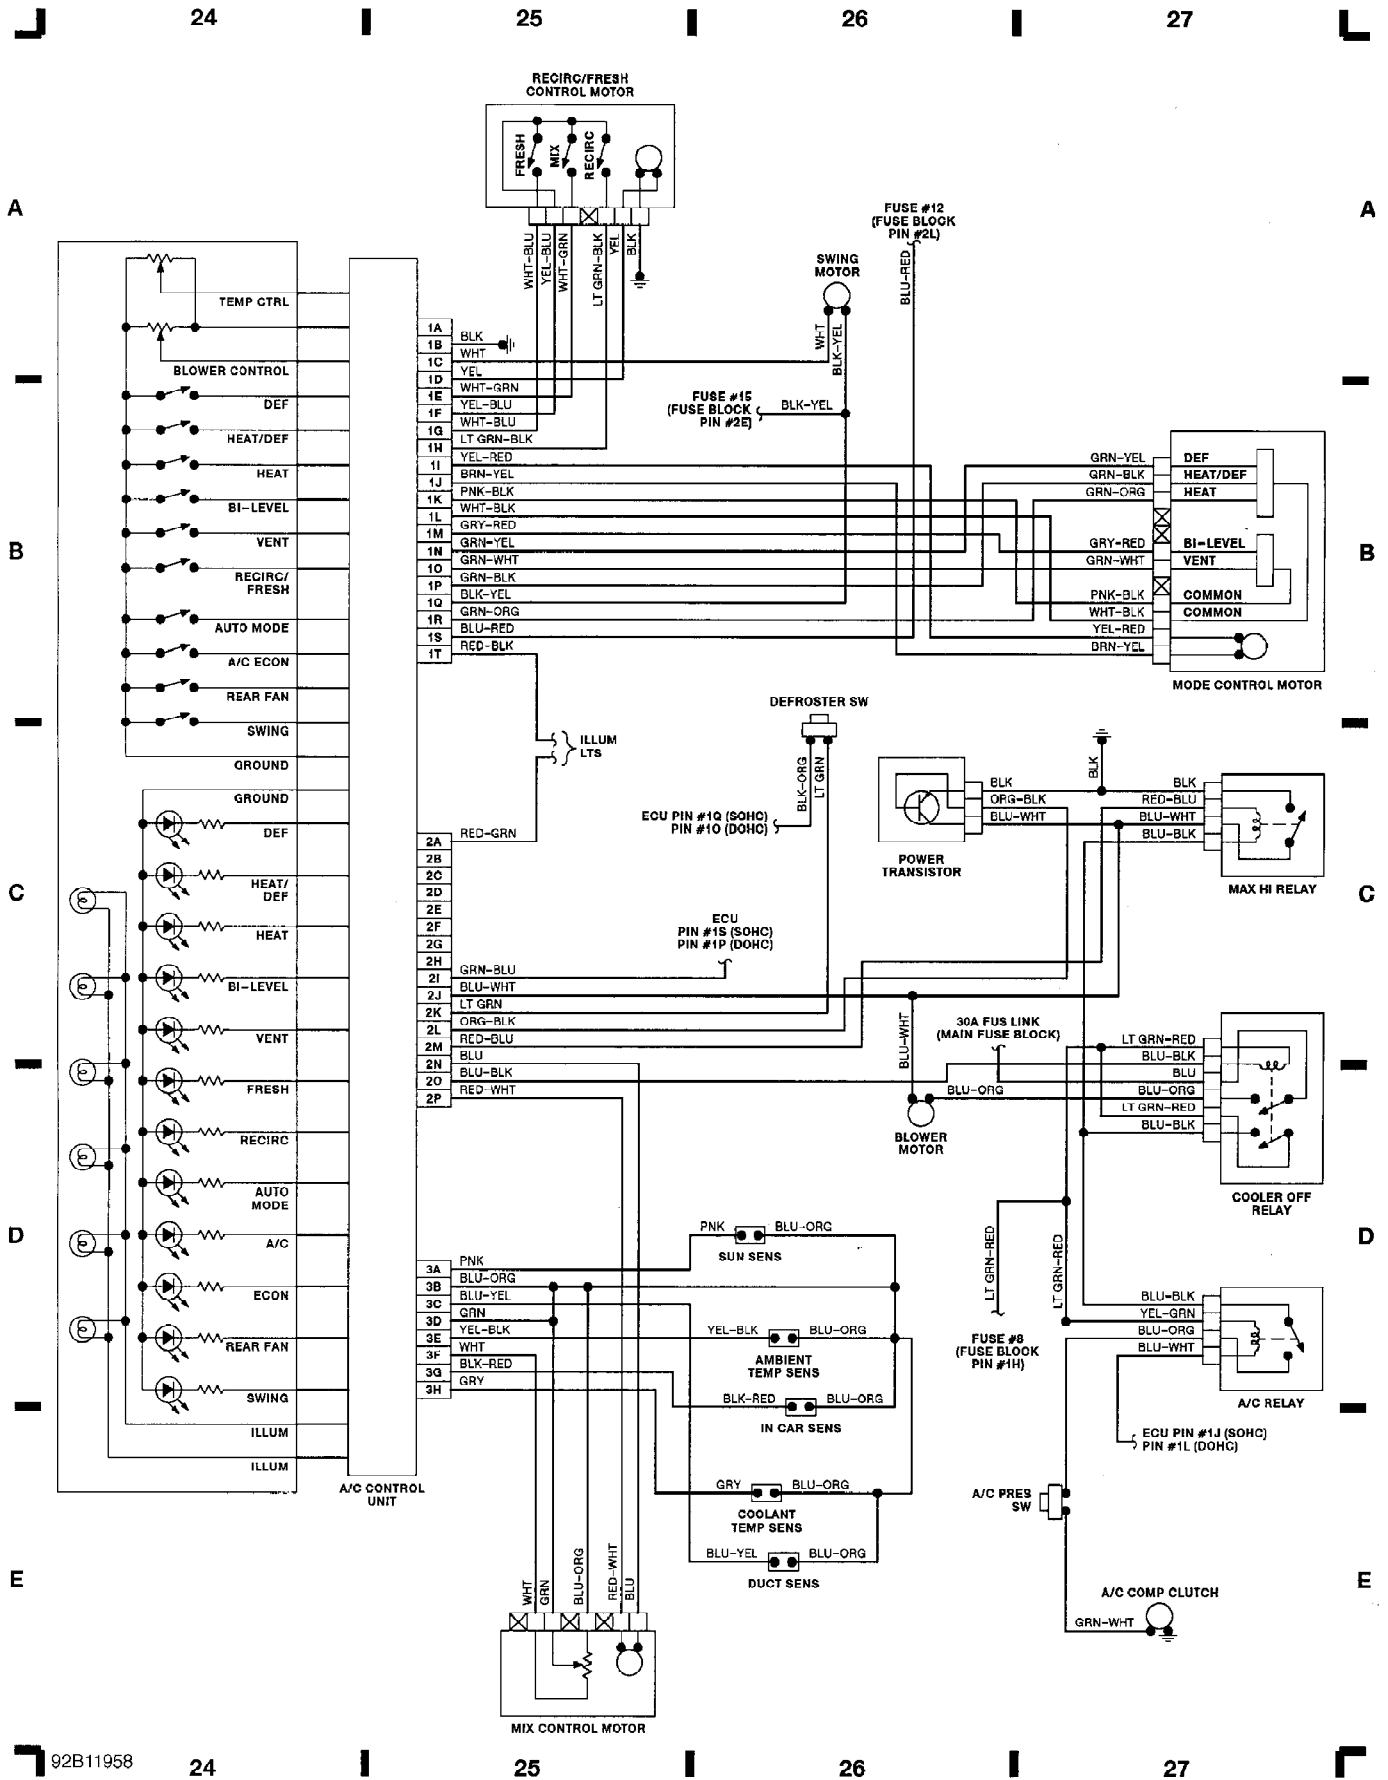 24 25 26 27
RECIRC/FRESH
CONTROL MOTOR
FRESH
MIX
RECIRC
A
A
WHT-BLU
YEL-BLU
WHT-GRN
LT GRN-BLK
YEL
BLK
FUSE #12
(FUSE BLOCK
PIN #2L)
BLU-RED
SWING
MOTOR
WHT
BLK-YEL
FUSE #15
(FUSE BLOCK
PIN #2E)
BLK-YEL
TEMP CTRL
BLOWER CONTROL
DEF
HEAT/DEF
HEAT
BI-LEVEL
VENT
RECIRC/
FRESH
AUTO MODE
A/C ECON
REAR FAN
SWING
GROUND
GROUND
DEF
HEAT/
DEF
HEAT
BI-LEVEL
VENT
FRESH
RECIRC
AUTO
MODE
A/C
ECON
REAR FAN
SWING
ILLUM
ILLUM
A/C CONTROL
UNIT
1A
1B BLK
1C WHT
1D YEL
1E WHT-GRN
1F YEL-BLU
1G WHT-BLU
1H LT GRN-BLK
1I YEL-RED
1J BRN-YEL
1K PNK-BLK
1L WHT-BLK
1M GRY-RED
1N GRN-YEL
1O GRN-WHT
1P GRN-BLK
1Q BLK-YEL
1R GRN-ORG
1S BLU-RED
1T RED-BLK
B
B
GRN-YEL DEF
GRN-BLK HEAT/DEF
GRN-ORG HEAT
GRY-RED BI-LEVEL
GRN-WHT VENT
PNK-BLK COMMON
WHT-BLK COMMON
YEL-RED
BRN-YEL
MODE CONTROL MOTOR
ILLUM
LTS
DEFROSTER SW
BLK-ORG
LT GRN
ECU PIN #1Q (SOHC)
PIN #1O (DOHC)
BLK
ORG-BLK
BLU-WHT
POWER
TRANSISTOR
BLK
BLK
RED-BLU
BLU-WHT
BLU-BLK
MAX HI RELAY
C
C
2A RED-GRN
2B
2C
2D
2E
2F
2G
2H
2I GRN-BLU
2J BLU-WHT
2K LT GRN
2L ORG-BLK
2M RED-BLU
2N BLU
2O BLU-BLK
2P RED-WHT
ECU
PIN #1S (SOHC)
PIN #1P (DOHC)
BLU-WHT
30A FUS LINK
(MAIN FUSE BLOCK)
BLU-ORG
BLOWER
MOTOR
LT GRN-RED
BLU-BLK
BLU
BLU-ORG
LT GRN-RED
BLU-BLK
COOLER OFF
RELAY
D
D
3A PNK
3B BLU-ORG
3C BLU-YEL
3D GRN
3E YEL-BLK
3F WHT
3G BLK-RED
3H GRY
PNK BLU-ORG
SUN SENS
YEL-BLK BLU-ORG
AMBIENT
TEMP SENS
BLK-RED BLU-ORG
IN CAR SENS
GRY BLU-ORG
COOLANT
TEMP SENS
BLU-YEL BLU-ORG
DUCT SENS
LT GRN-RED
LT GRN-RED
FUSE #8
(FUSE BLOCK
PIN #1H)
BLU-BLK
YEL-GRN
BLU-ORG
BLU-WHT
A/C RELAY
ECU PIN #1J (SOHC)
PIN #1L (DOHC)
A/C PRES
SW
E
E
A/C COMP CLUTCH
GRN-WHT
WHT
GRN
BLU-ORG
RED-WHT
BLU
MIX CONTROL MOTOR
92B11958
24 25 26 27